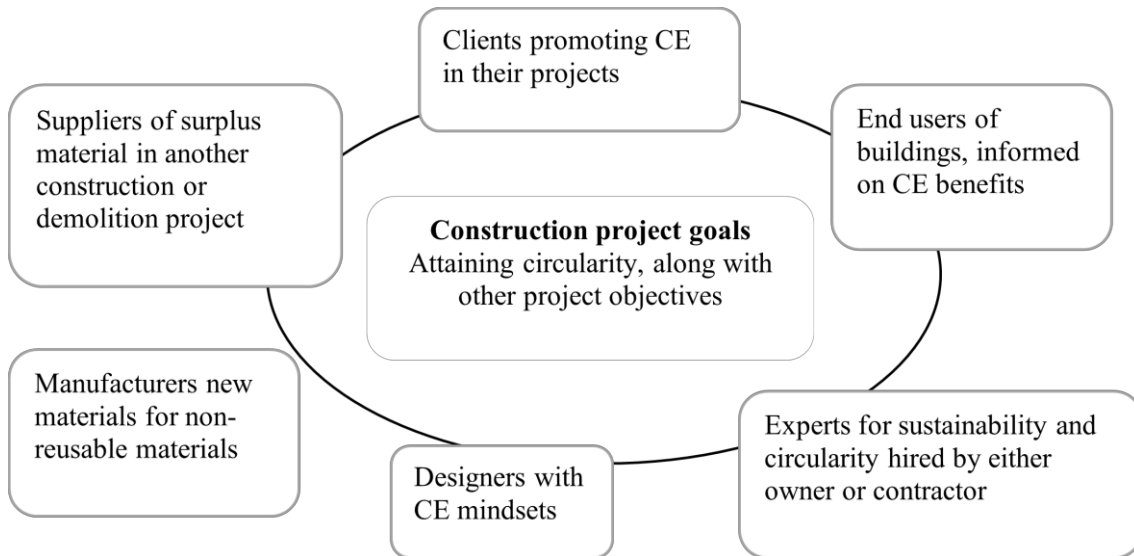 Clients promoting CE
in their projects
Suppliers of surplus
material in another
construction or
demolition project
End users of
buildings, informed
on CE benefits
Construction project goals
Attaining circularity, along with
other project objectives
Manufacturers new
materials for non-
reusable materials
Designers with
CE mindsets
Experts for sustainability and
circularity hired by either
owner or contractor